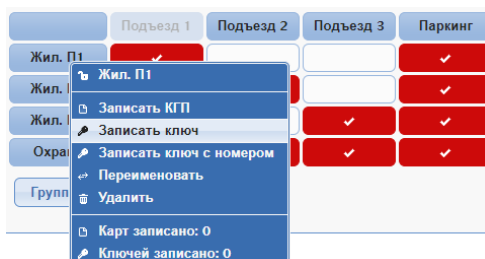 Подъезд 1 Подъезд 2 Подъезд 3 Паркинг
Жил. П1
Жил. П1
Жил.
Записать КГП
Жил.
Записать ключ
Охра
Записать ключ с номером
Переименовать
Групп
Удалить
Карт записано: 0
Ключей записано: 0